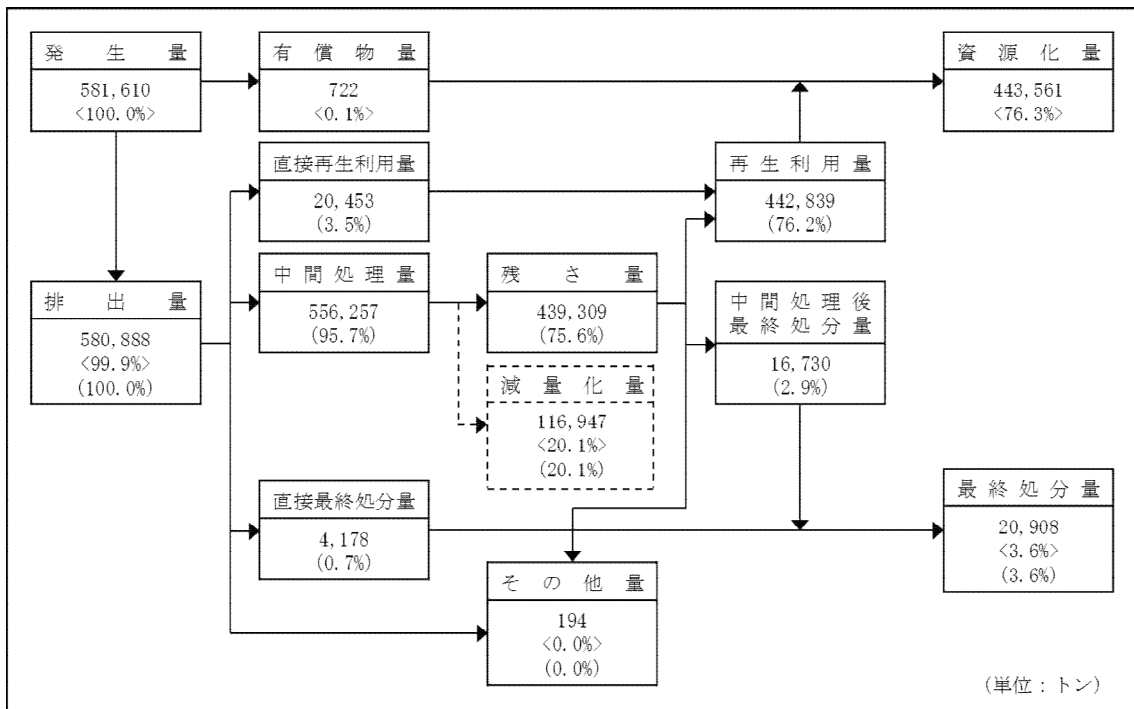 発生量
581,610
<100.0%>
有償物量
722
<0.1%>
資源化量
443,561
<76.3%>
直接再生利用量
20,453
(3.5%)
再生利用量
442,839
(76.2%)
排出量
580,888
<99.9%>
(100.0%)
中間処理量
556,257
(95.7%)
残さ量
439,309
(75.6%)
中間処理後
最終処分量
16,730
(2.9%)
減量化量
116,947
<20.1%>
(20.1%)
直接最終処分量
4,178
(0.7%)
最終処分量
20,908
<3.6%>
(3.6%)
その他量
194
<0.0%>
(0.0%)
(単位:トン)